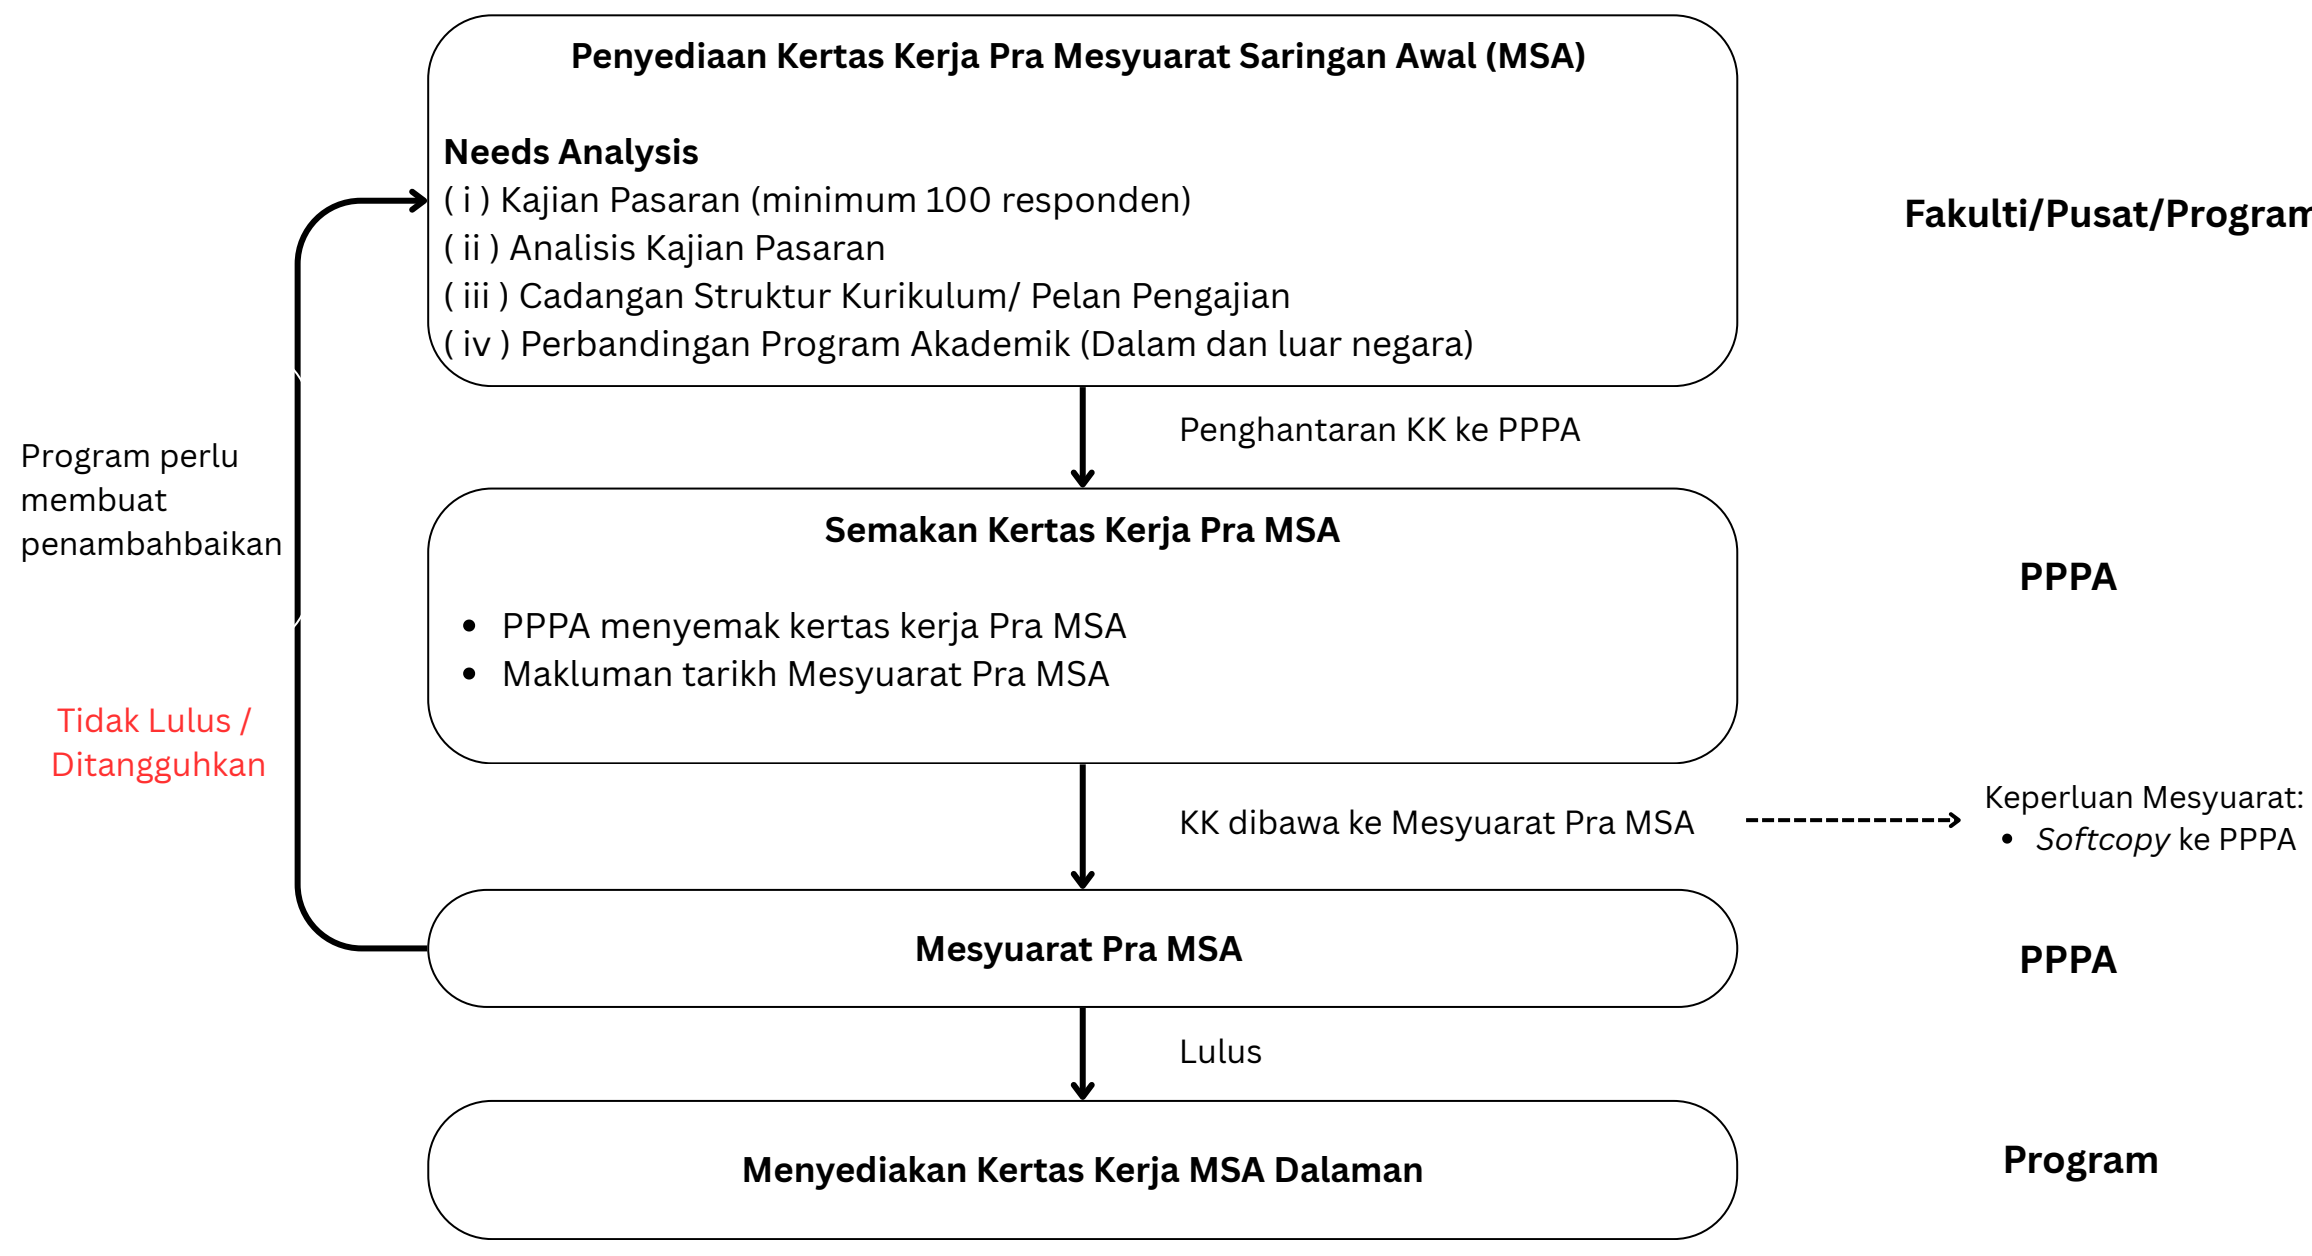 Penyediaan Kertas Kerja Pra Mesyuarat Saringan Awal (MSA)
Needs Analysis
( i ) Kajian Pasaran (minimum 100 responden)
( ii ) Analisis Kajian Pasaran
( iii ) Cadangan Struktur Kurikulum/ Pelan Pengajian
( iv ) Perbandingan Program Akademik (Dalam dan luar negara)
Fakulti/Pusat/Program
Penghantaran KK ke PPPA
Program perlu
membuat
penambahbaikan
Semakan Kertas Kerja Pra MSA
• PPPA menyemak kertas kerja Pra MSA
• Makluman tarikh Mesyuarat Pra MSA
PPPA
Tidak Lulus /
Ditangguhkan
KK dibawa ke Mesyuarat Pra MSA
Keperluan Mesyuarat:
• Softcopy ke PPPA
Mesyuarat Pra MSA
PPPA
Lulus
Menyediakan Kertas Kerja MSA Dalaman
Program